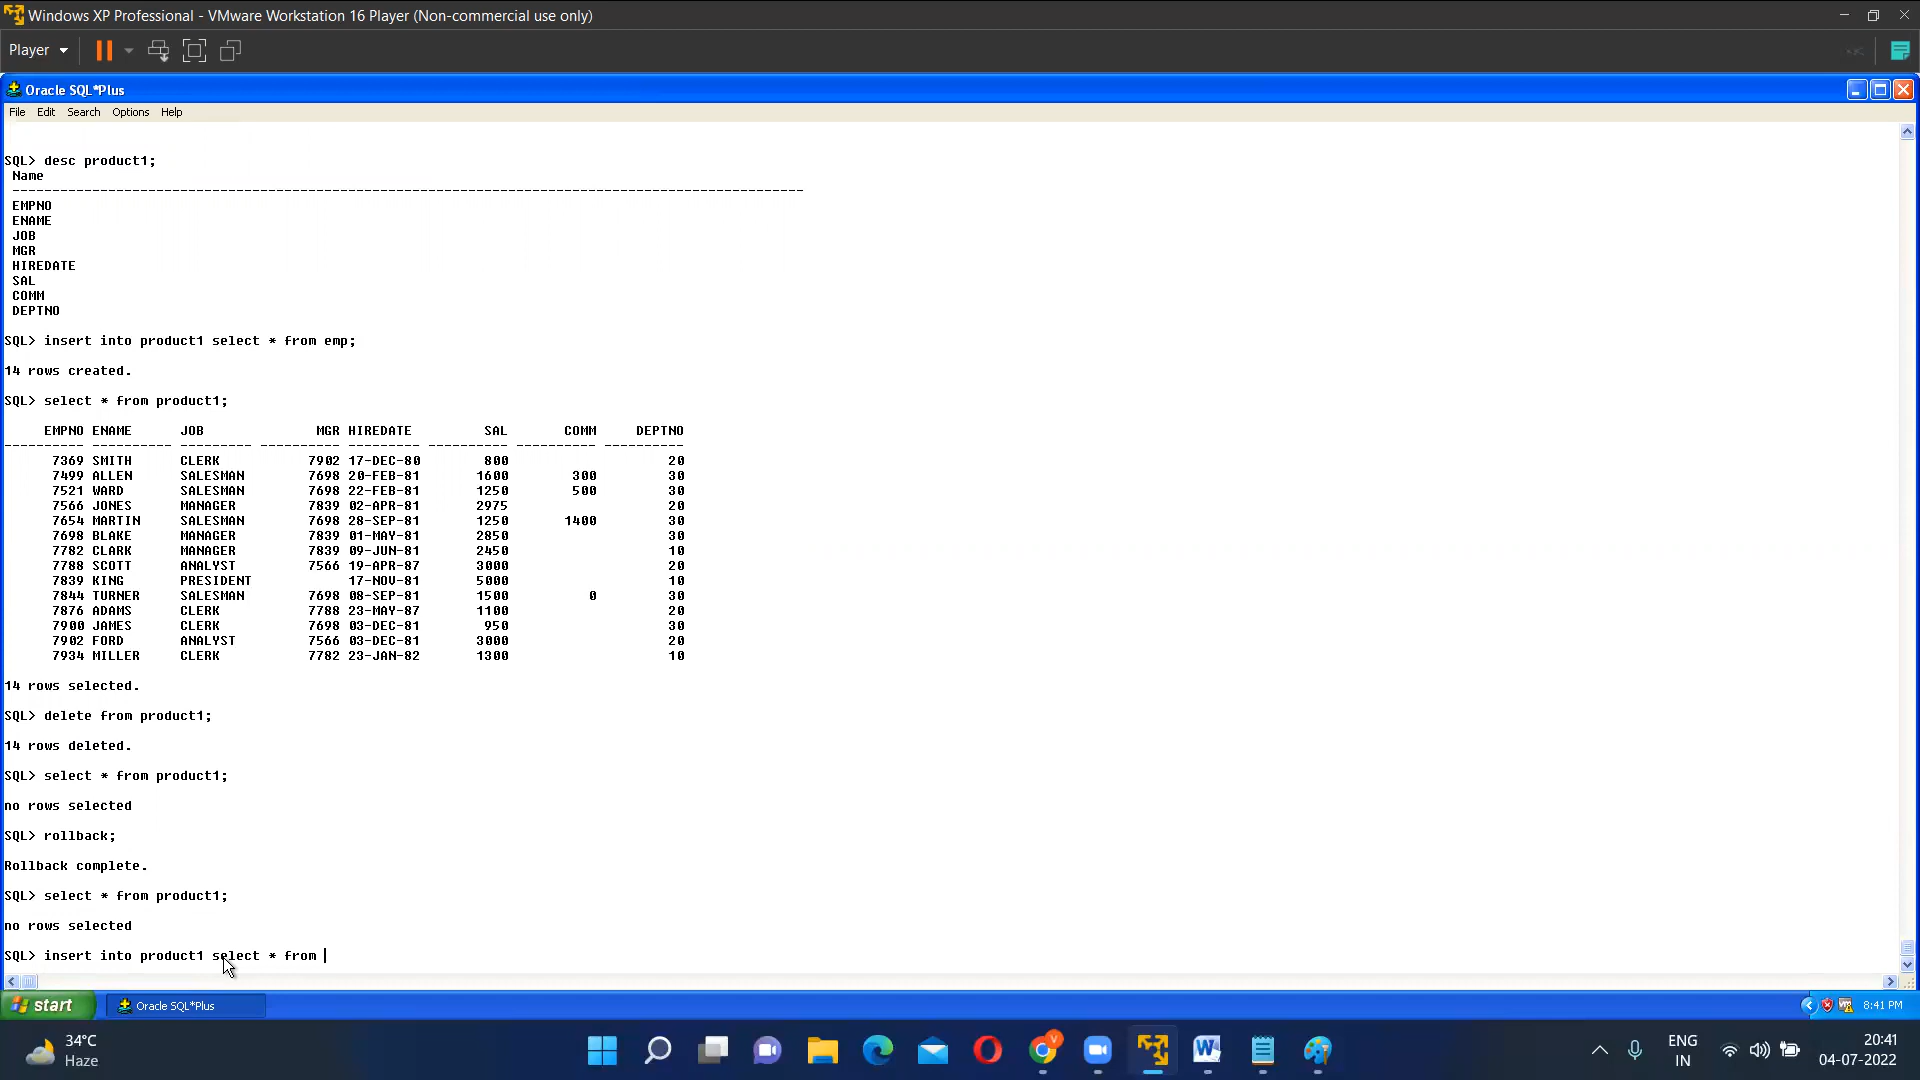 Windows XP Professional - VMware Workstation 16 Player (Non-commercial use only)
Player
Oracle SQL*Plus
File Edit Search Options Help
SQL> desc product1;
Name
----------------------------------------------------------------------------------------------------
EMPNO
ENAME
JOB
MGR
HIREDATE
SAL
COMM
DEPTNO
SQL> insert into product1 select * from emp;
14 rows created.
SQL> select * from product1;
EMPNO ENAME JOB MGR HIREDATE SAL COMM DEPTNO
---------- ---------- --------- ---------- --------- ---------- ---------- ----------
7369 SMITH CLERK 7902 17-DEC-80 800 20
7499 ALLEN SALESMAN 7698 20-FEB-81 1600 300 30
7521 WARD SALESMAN 7698 22-FEB-81 1250 500 30
7566 JONES MANAGER 7839 02-APR-81 2975 20
7654 MARTIN SALESMAN 7698 28-SEP-81 1250 1400 30
7698 BLAKE MANAGER 7839 01-MAY-81 2850 30
7782 CLARK MANAGER 7839 09-JUN-81 2450 10
7788 SCOTT ANALYST 7566 19-APR-87 3000 20
7839 KING PRESIDENT 17-NOV-81 5000 10
7844 TURNER SALESMAN 7698 08-SEP-81 1500 0 30
7876 ADAMS CLERK 7788 23-MAY-87 1100 20
7900 JAMES CLERK 7698 03-DEC-81 950 30
7902 FORD ANALYST 7566 03-DEC-81 3000 20
7934 MILLER CLERK 7782 23-JAN-82 1300 10
14 rows selected.
SQL> delete from product1;
14 rows deleted.
SQL> select * from product1;
no rows selected
SQL> rollback;
Rollback complete.
SQL> select * from product1;
no rows selected
SQL> insert into product1 select * from
start Oracle SQL*Plus 8:41 PM
34°C
Haze
ENG
IN
20:41
04-07-2022